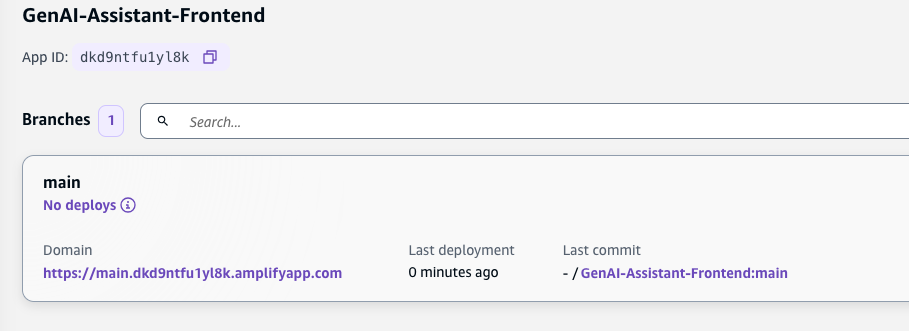 GenAI-Assistant-Frontend
App ID: dkd9ntfu1yl8k
Branches 1 Search...
main
No deploys
Domain Last deployment Last commit
https://main.dkd9ntfu1yl8k.amplifyapp.com 0 minutes ago - / GenAI-Assistant-Frontend:main